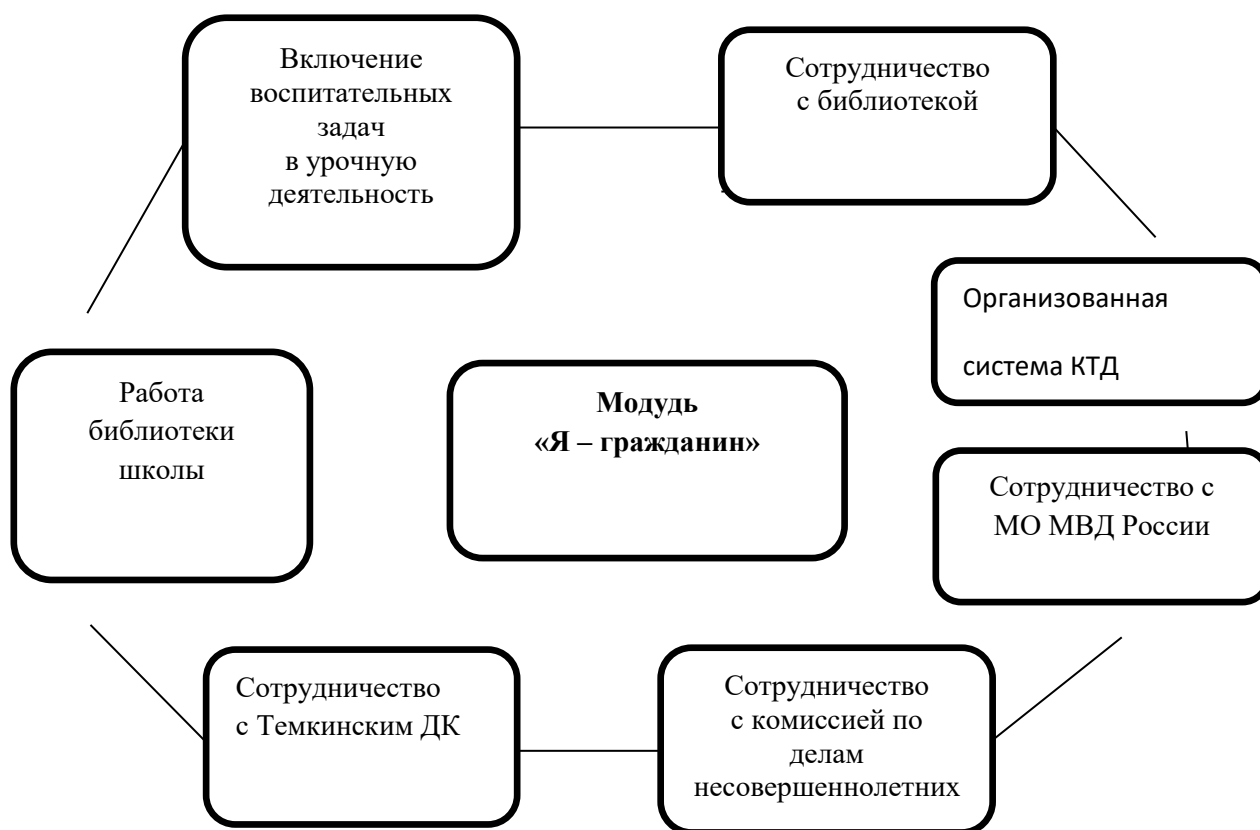 Включение
воспитательных
задач
в урочную
деятельность
Сотрудничество
с библиотекой
Организованная
система КТД
Работа
библиотеки
школы
Модудь
«Я – гражданин»
Сотрудничество с
МО МВД России
Сотрудничество
с Темкинским ДК
Сотрудничество
с комиссией по
делам
несовершеннолетних